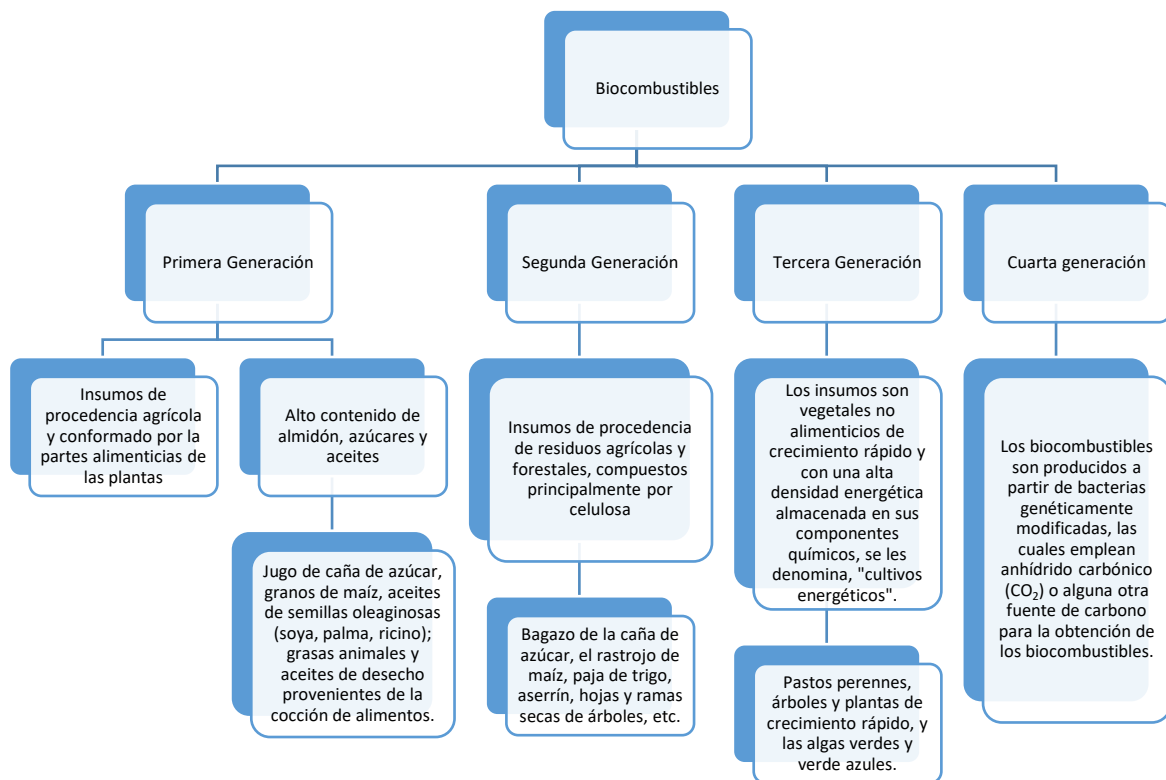 Biocombustibles
Primera Generación
Segunda Generación
Tercera Generación
Cuarta generación
Insumos de
procedencia agrícola
y conformado por la
partes alimenticias de
las plantas
Alto contenido de
almidón, azúcares y
aceites
Jugo de caña de azúcar,
granos de maíz, aceites
de semillas oleaginosas
(soya, palma, ricino);
grasas animales y
aceites de desecho
provenientes de la
cocción de alimentos.
Insumos de procedencia
de residuos agrícolas y
forestales, compuestos
principalmente por
celulosa
Bagazo de la caña de
azúcar, el rastrojo de
maíz, paja de trigo,
aserrín, hojas y ramas
secas de árboles, etc.
Los insumos son
vegetales no
alimenticios de
crecimiento rápido y
con una alta
densidad energética
almacenada en sus
componentes
químicos, se les
denomina, "cultivos
energéticos".
Pastos perennes,
árboles y plantas de
crecimiento rápido, y
las algas verdes y
verde azules.
Los biocombustibles
son producidos a
partir de bacterias
genéticamente
modificadas, las
cuales emplean
anhídrido carbónico
(CO₂) o alguna otra
fuente de carbono
para la obtención de
los biocombustibles.